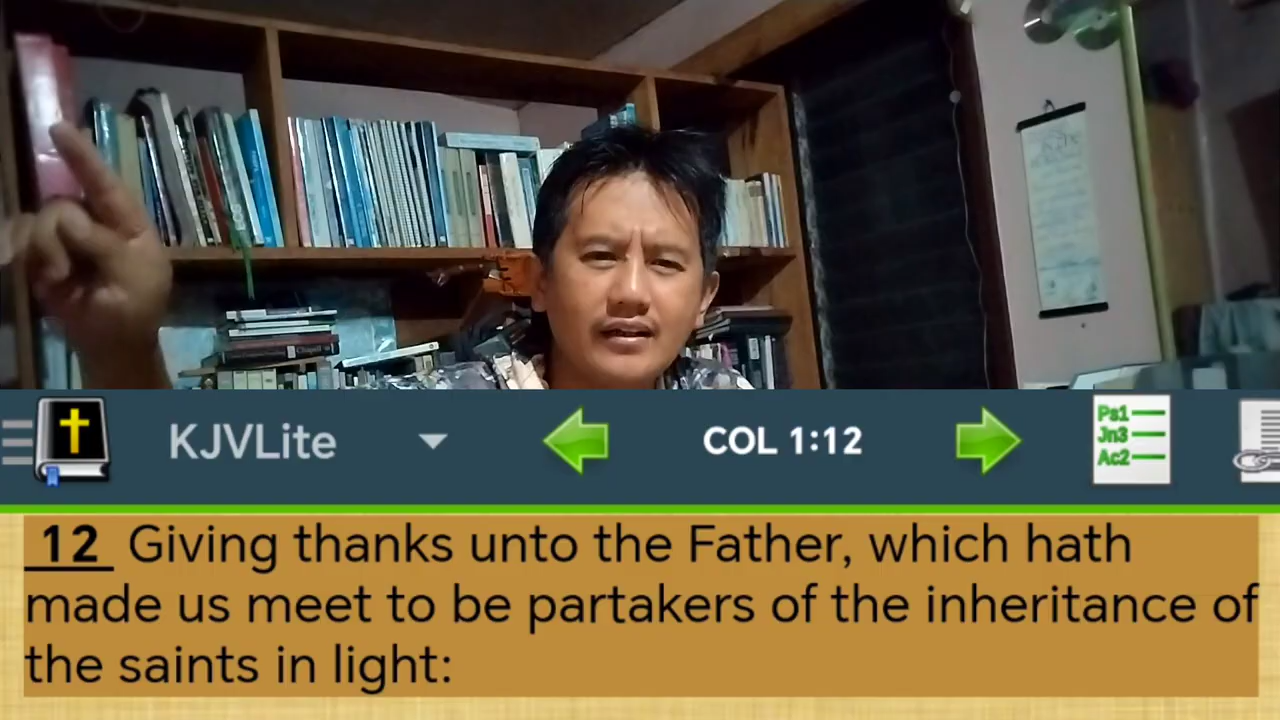 KJVLite
COL 1:12
Ps1
Jn3
Ac2
12 Giving thanks unto the Father, which hath
made us meet to be partakers of the inheritance of
the saints in light: